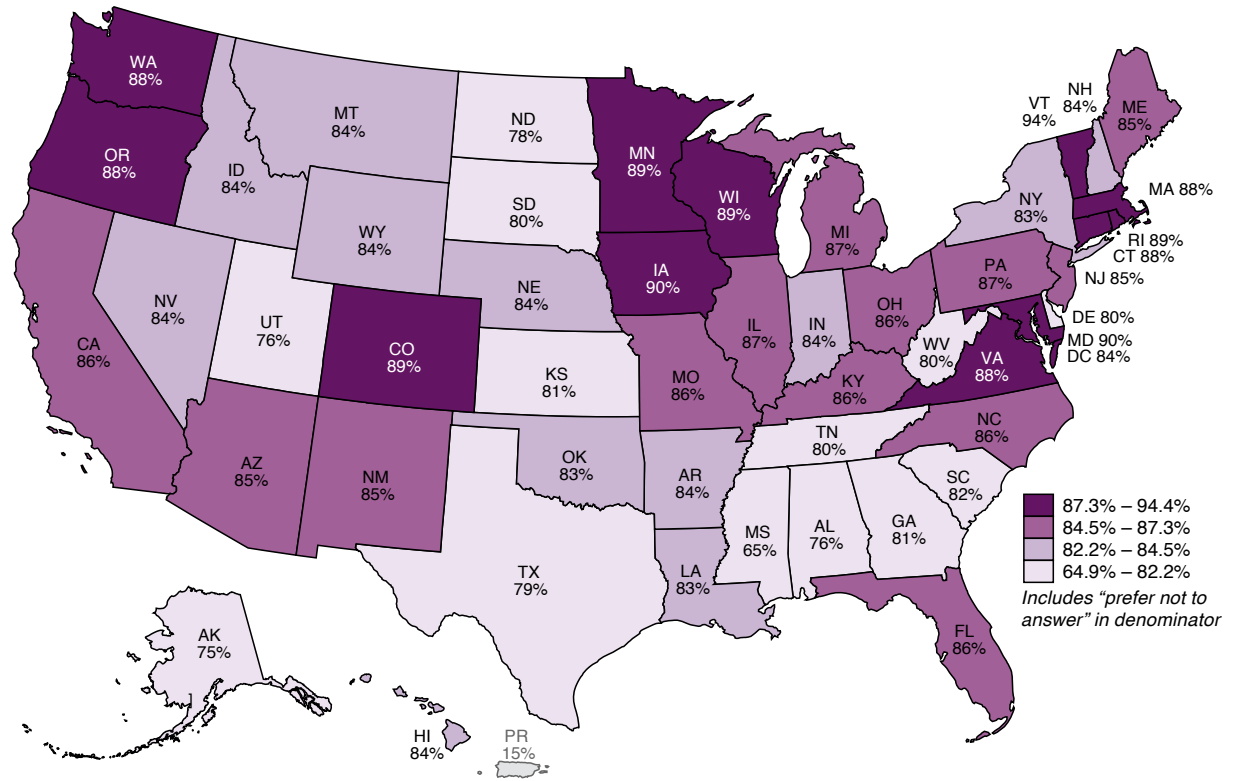 WA
88%
OR
88%
CA
86%
NV
84%
ID
84%
MT
84%
WY
84%
UT
76%
AZ
85%
CO
89%
NM
85%
ND
78%
SD
80%
NE
84%
KS
81%
OK
83%
TX
79%
MN
89%
IA
90%
MO
86%
AR
84%
LA
83%
WI
89%
IL
87%
MI
87%
IN
84%
OH
86%
KY
86%
TN
80%
MS
65%
AL
76%
GA
81%
FL
86%
SC
82%
NC
86%
VA
88%
WV
80%
PA
87%
NY
83%
VT
94%
NH
84%
ME
85%
MA 88%
RI 89%
CT 88%
NJ 85%
DE 80%
MD 90%
DC 84%
AK
75%
HI
84%
PR
15%
87.3% – 94.4%
84.5% – 87.3%
82.2% – 84.5%
64.9% – 82.2%
Includes “prefer not to
answer” in denominator